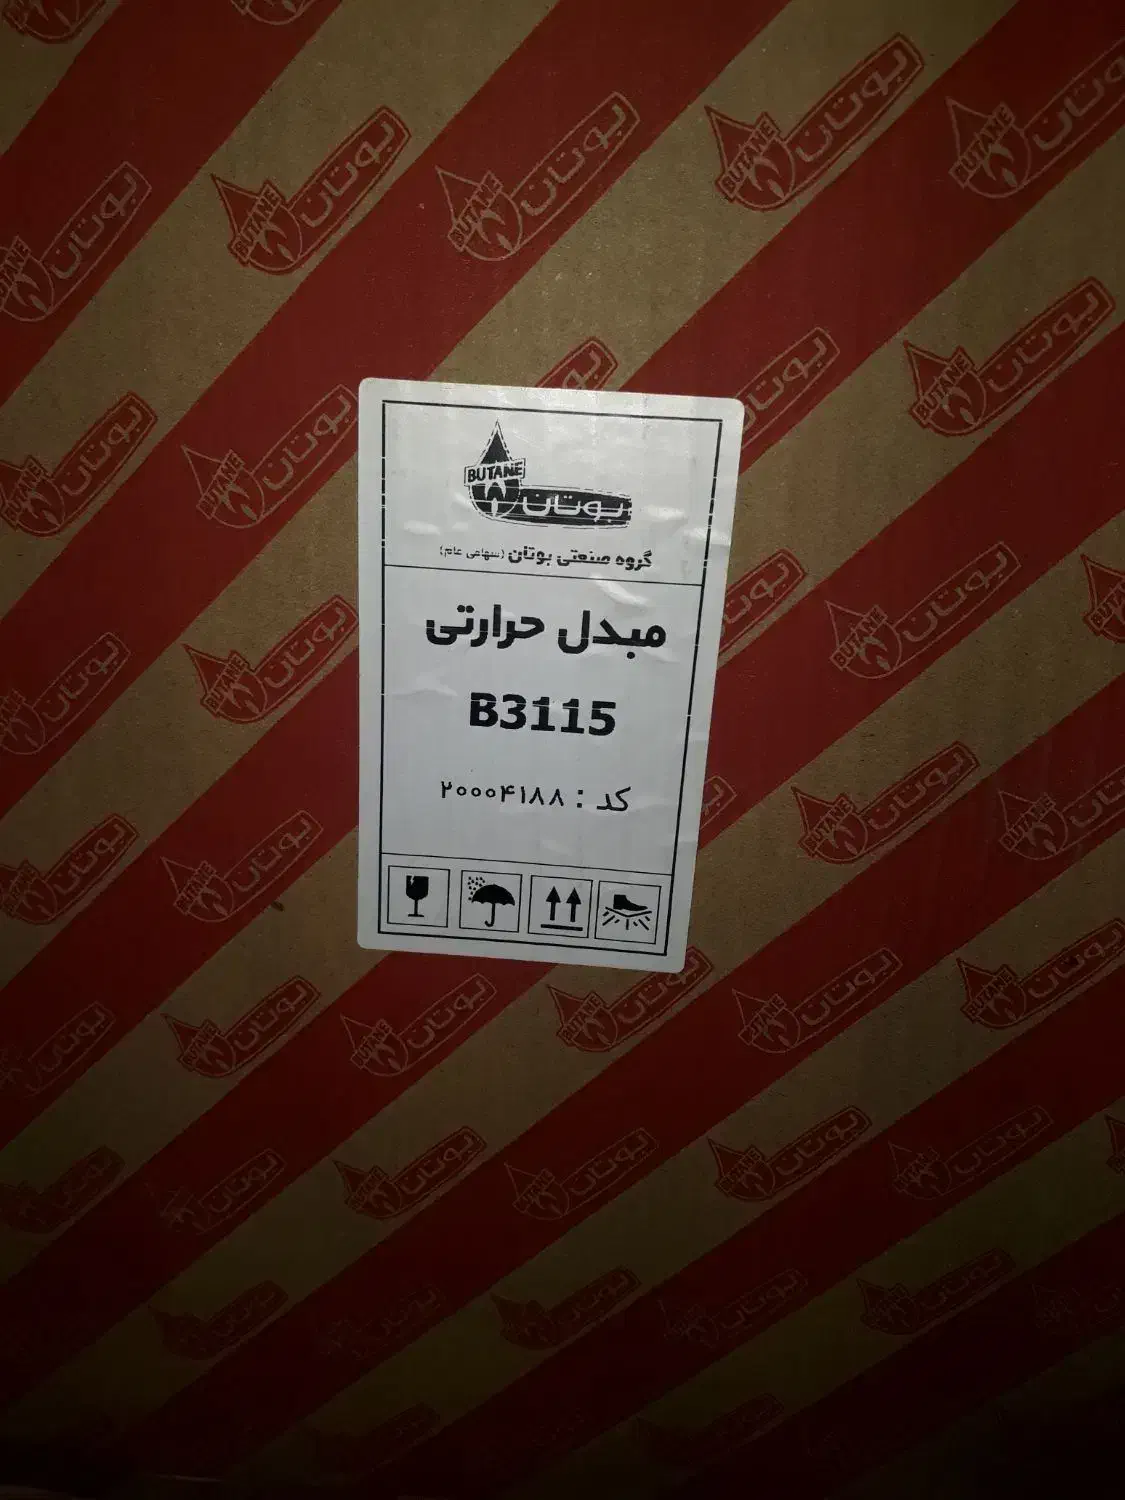 BUTANE
بوتان
گروه صنعتی بوتان (سهامی عام)
مبدل حرارتی
B3115
کد : ۲۰۰۰۴۱۸۸